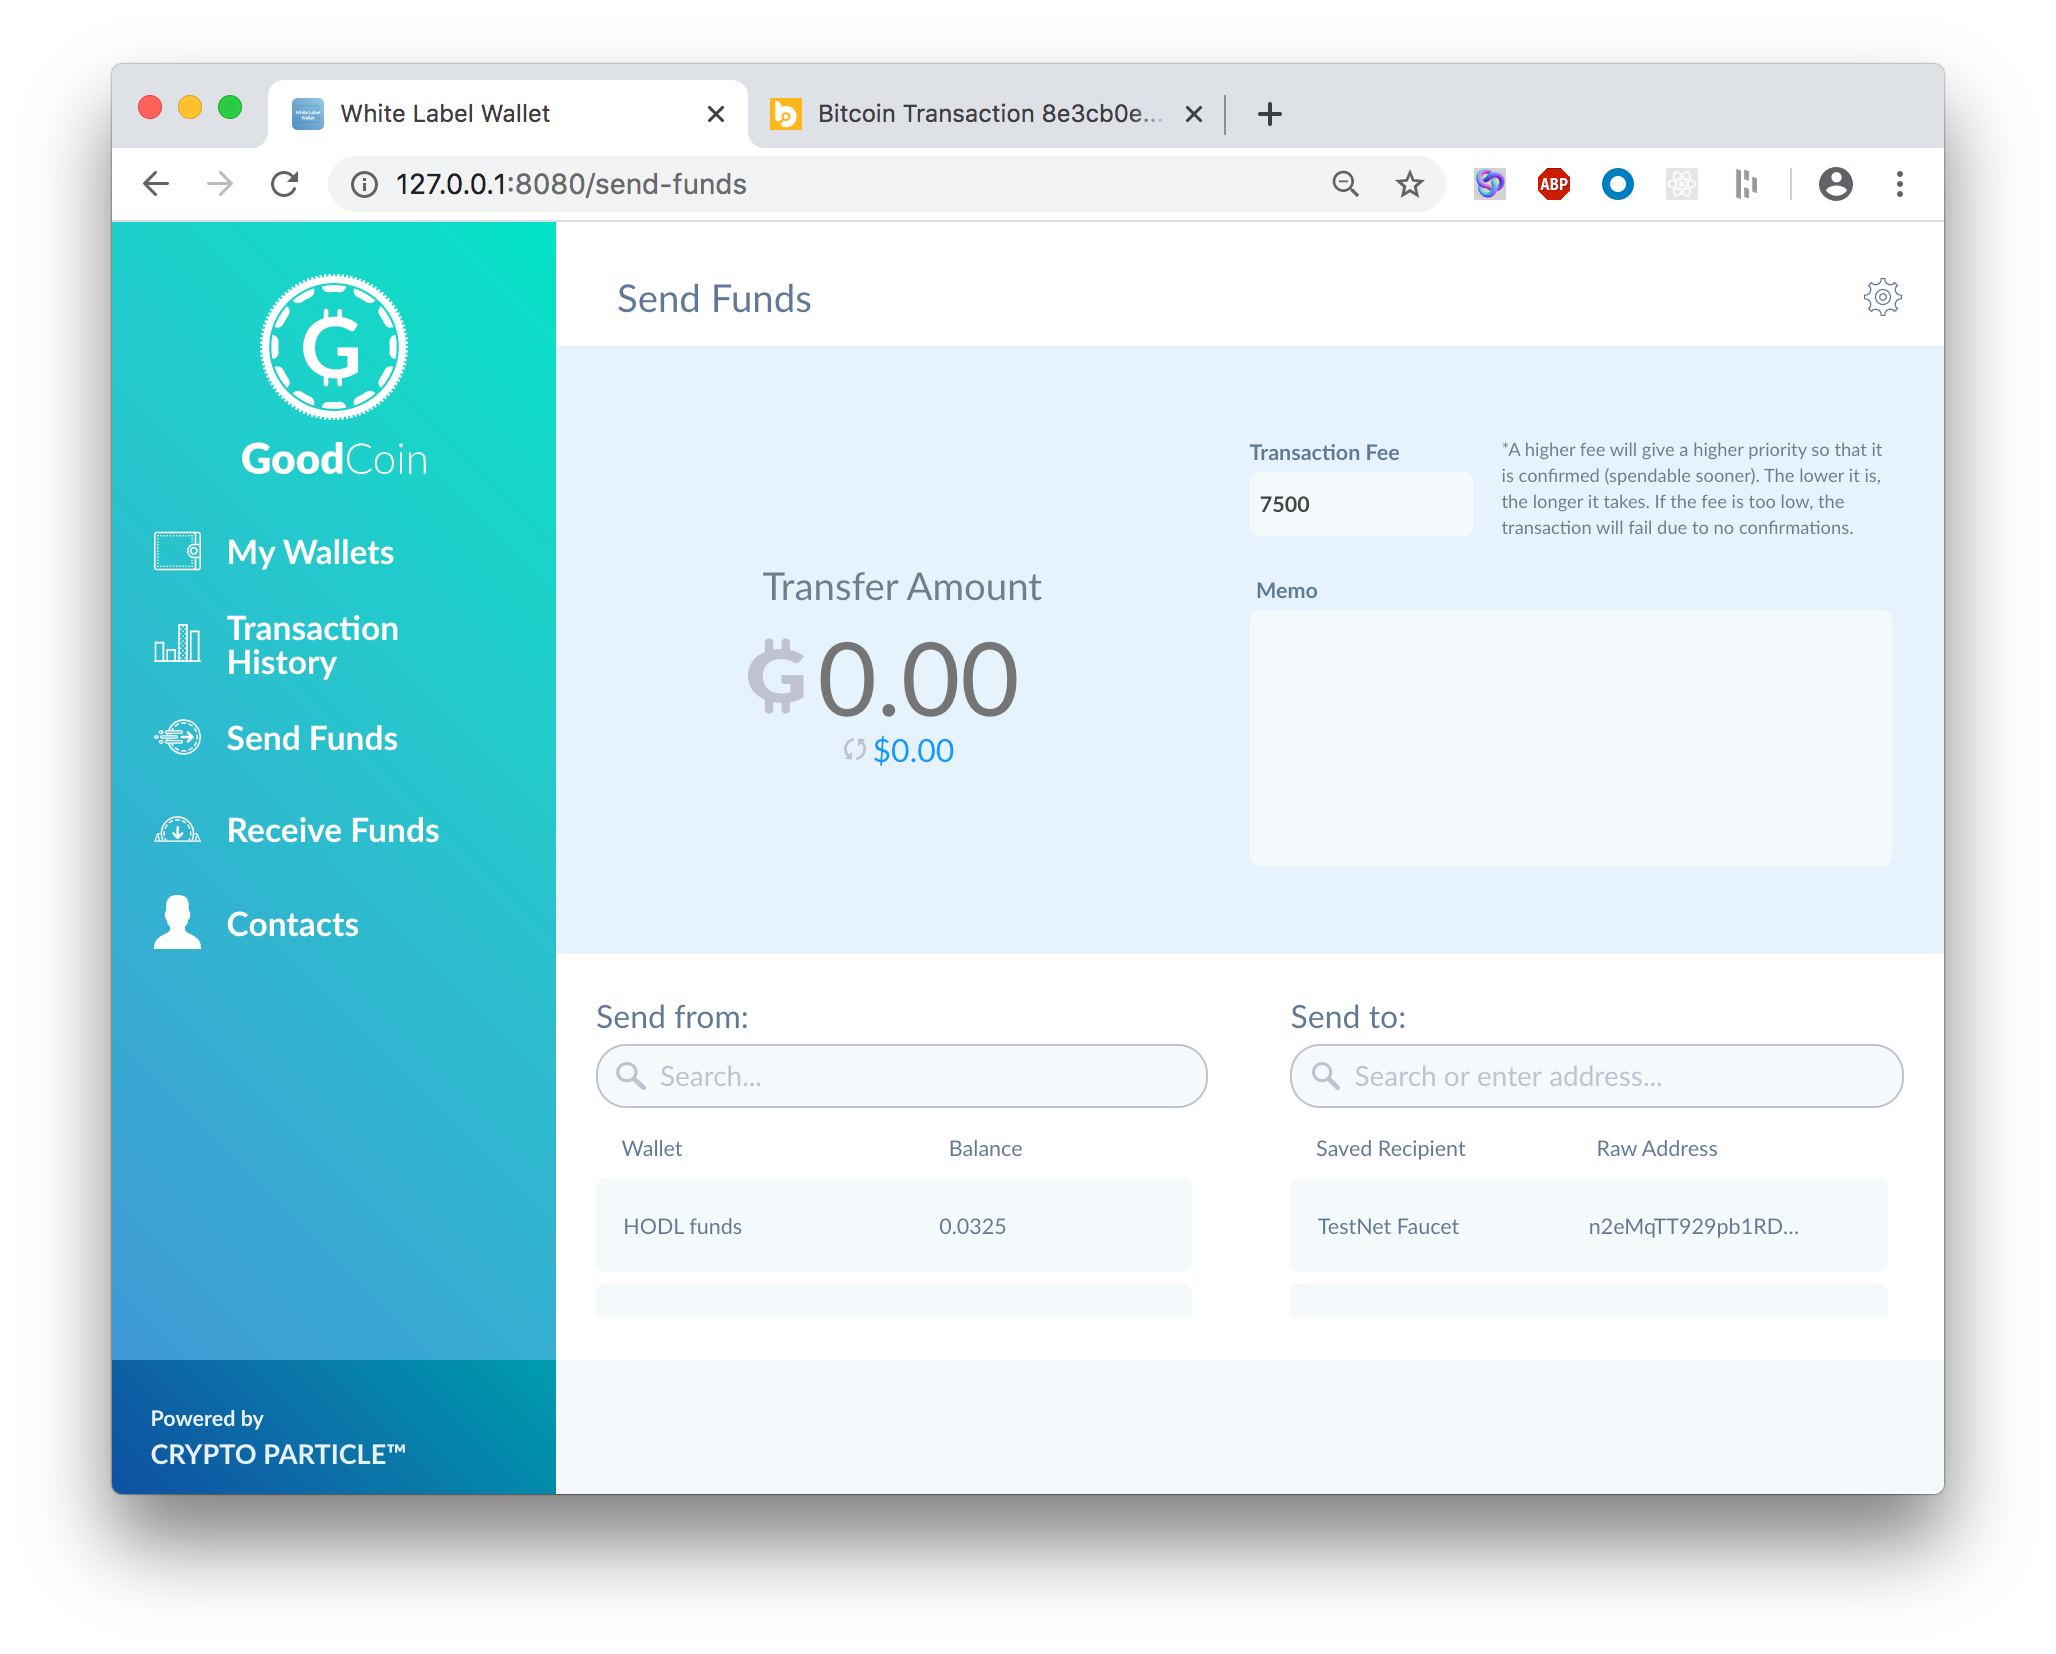 White Label Wallet
Bitcoin Transaction 8e3cb0e...
127.0.0.1:8080/send-funds
ABP
GoodCoin
My Wallets
Transaction
History
Send Funds
Receive Funds
Contacts
Powered by
CRYPTO PARTICLE™
Send Funds
Transfer Amount
0.00
$0.00
Transaction Fee
7500
*A higher fee will give a higher priority so that it
is confirmed (spendable sooner). The lower it is,
the longer it takes. If the fee is too low, the
transaction will fail due to no confirmations.
Memo
Send from:
Search...
Wallet Balance
HODL funds 0.0325
Send to:
Search or enter address...
Saved Recipient Raw Address
TestNet Faucet n2eMqTT929pb1RD...